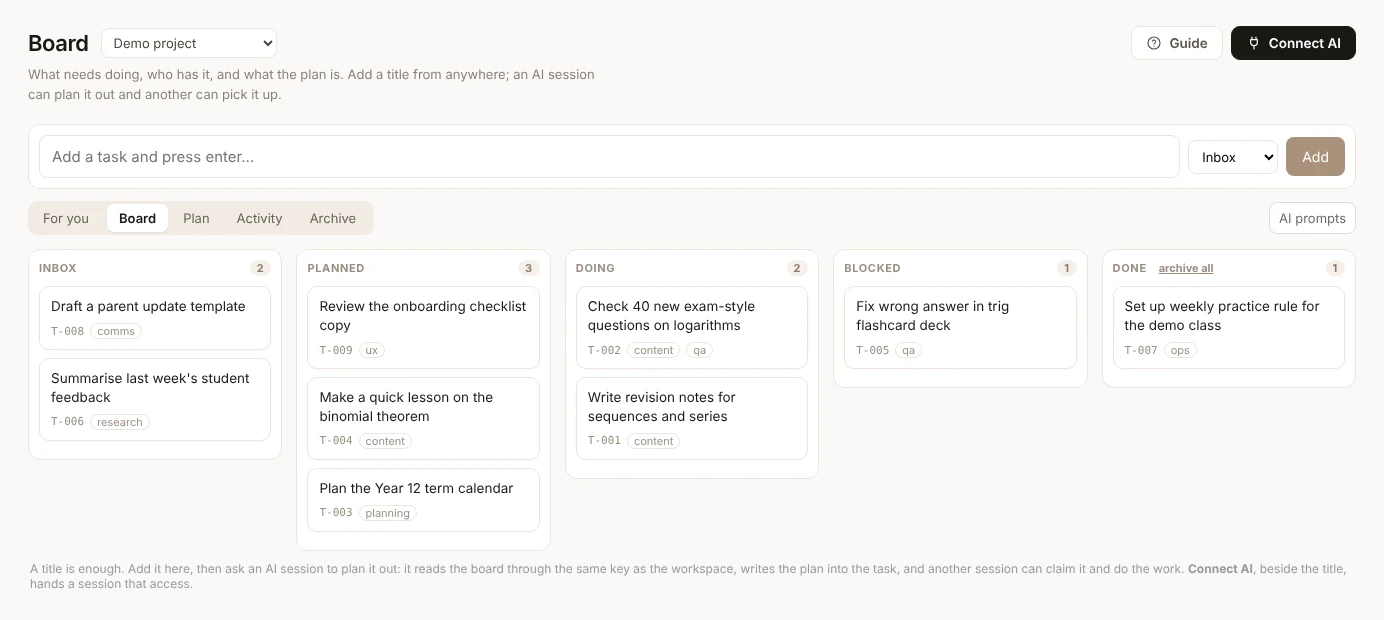 Board
Demo project
Guide
Connect AI
What needs doing, who has it, and what the plan is. Add a title from anywhere; an AI session
can plan it out and another can pick it up.
Add a task and press enter...
Inbox
Add
For you
Board
Plan
Activity
Archive
AI prompts
INBOX
2
Draft a parent update template
T-008 comms
Summarise last week's student
feedback
T-006 research
PLANNED
3
Review the onboarding checklist
copy
T-009 ux
Make a quick lesson on the
binomial theorem
T-004 content
Plan the Year 12 term calendar
T-003 planning
DOING
2
Check 40 new exam-style
questions on logarithms
T-002 content qa
Write revision notes for
sequences and series
T-001 content
BLOCKED
1
Fix wrong answer in trig
flashcard deck
T-005 qa
DONE archive all
1
Set up weekly practice rule for
the demo class
T-007 ops
A title is enough. Add it here, then ask an AI session to plan it out: it reads the board through the same key as the workspace, writes the plan into the task, and another session can claim it and do the work. Connect AI, beside the title,
hands a session that access.